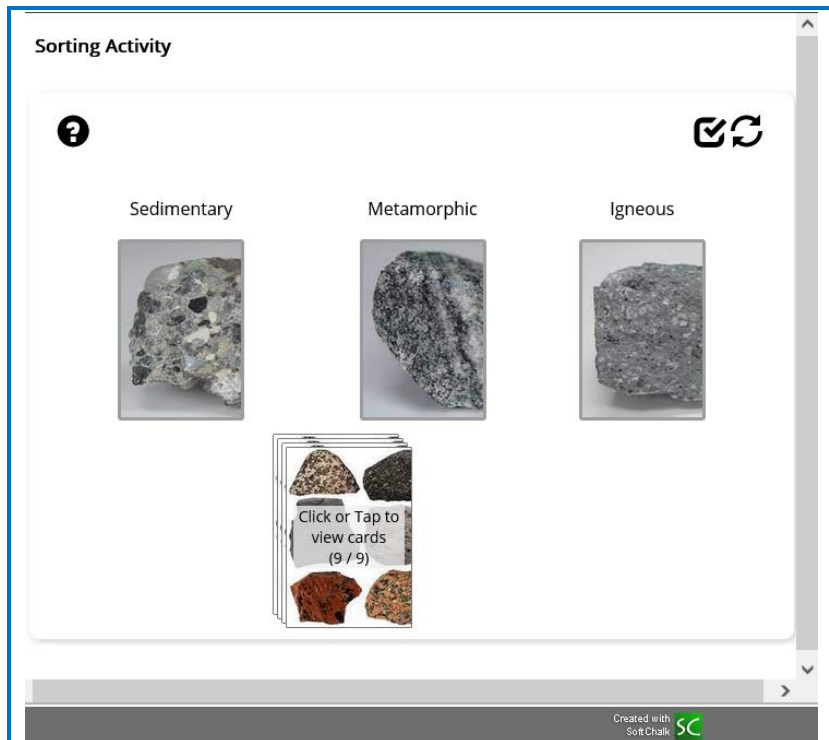 Sorting Activity
?
Sedimentary
Metamorphic
Igneous
Click or Tap to
view cards
(9 / 9)
Created with
SoftChalk
SC